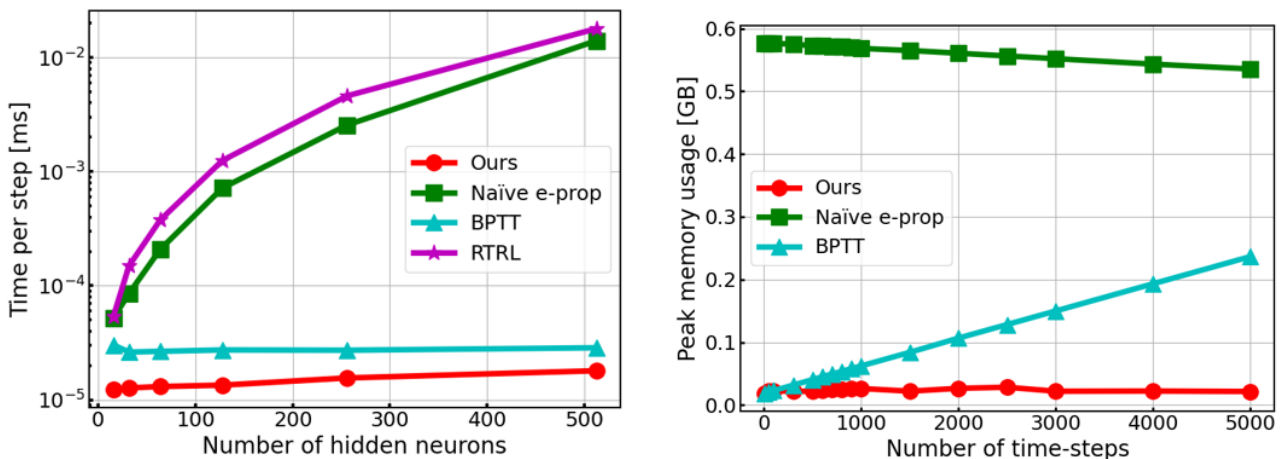 Time per step [ms]
10⁻²
10⁻³
10⁻⁴
10⁻⁵
Ours
Naïve e-prop
BPTT
RTRL
0 100 200 300 400 500
Number of hidden neurons
Peak memory usage [GB]
0.6
0.5
0.4
0.3
0.2
0.1
0.0
Ours
Naïve e-prop
BPTT
0 1000 2000 3000 4000 5000
Number of time-steps